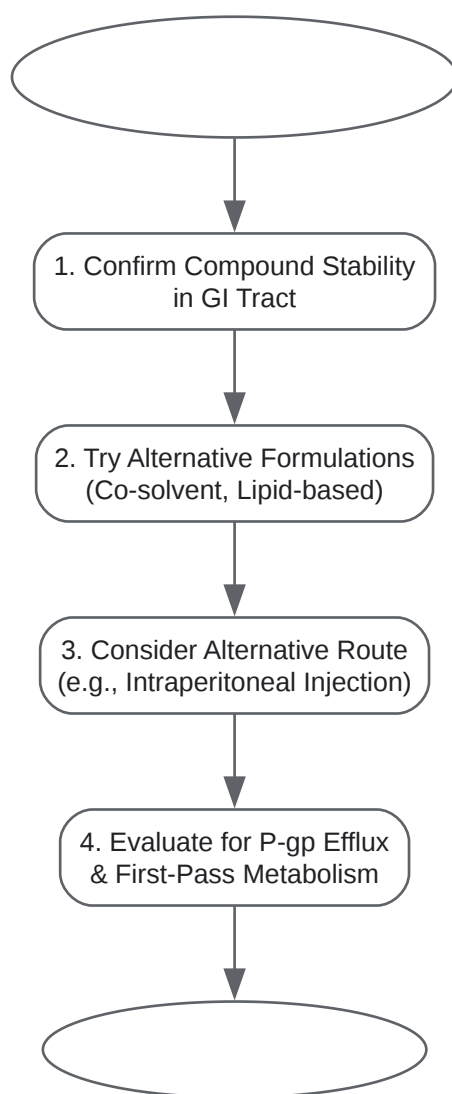 1. Confirm Compound Stability
in GI Tract
2. Try Alternative Formulations
(Co-solvent, Lipid-based)
3. Consider Alternative Route
(e.g., Intraperitoneal Injection)
4. Evaluate for P-gp Efflux
& First-Pass Metabolism